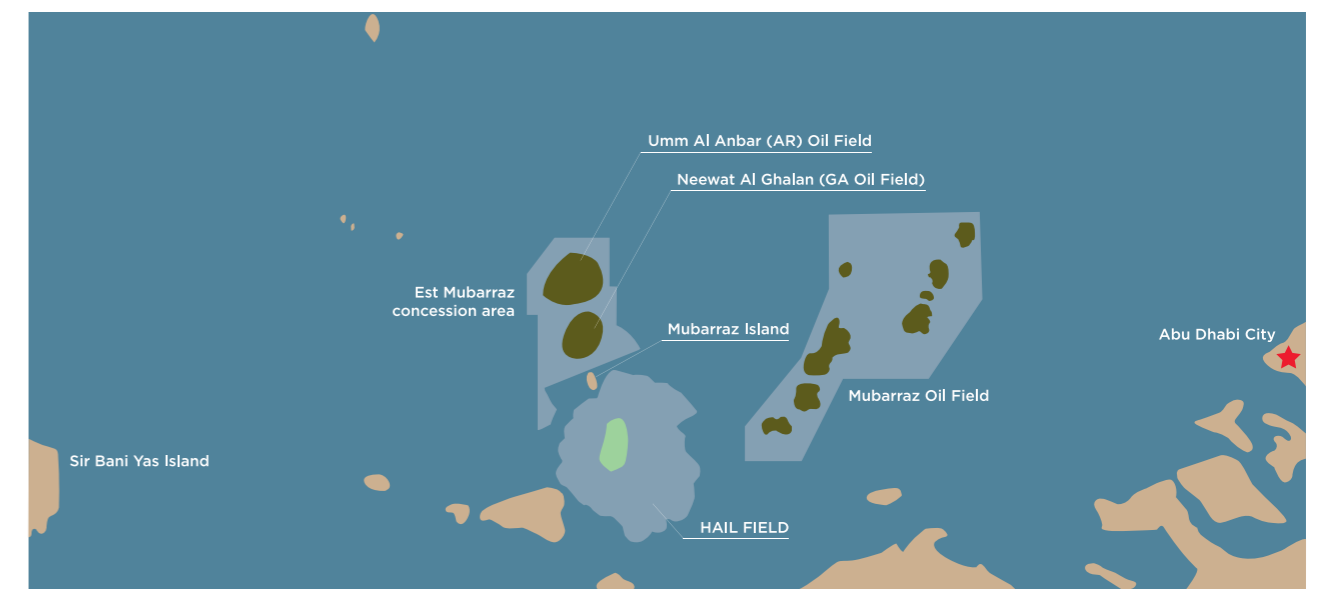 Umm Al Anbar (AR) Oil Field
Neewat Al Ghalan (GA Oil Field)
Est Mubarraz
concession area
Mubarraz Island
Abu Dhabi City
Mubarraz Oil Field
Sir Bani Yas Island
HAIL FIELD